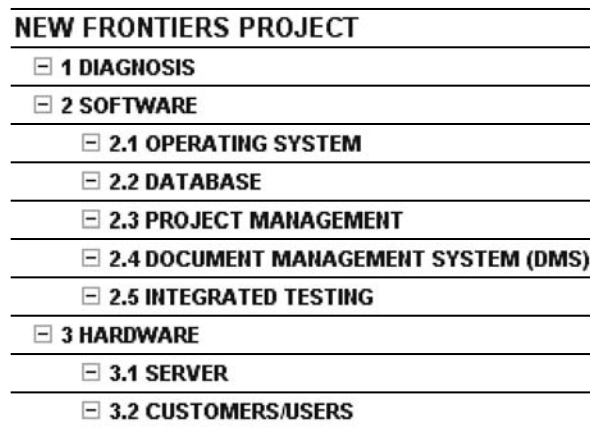 NEW FRONTIERS PROJECT
1 DIAGNOSIS
2 SOFTWARE
2.1 OPERATING SYSTEM
2.2 DATABASE
2.3 PROJECT MANAGEMENT
2.4 DOCUMENT MANAGEMENT SYSTEM (DMS)
2.5 INTEGRATED TESTING
3 HARDWARE
3.1 SERVER
3.2 CUSTOMERS/USERS